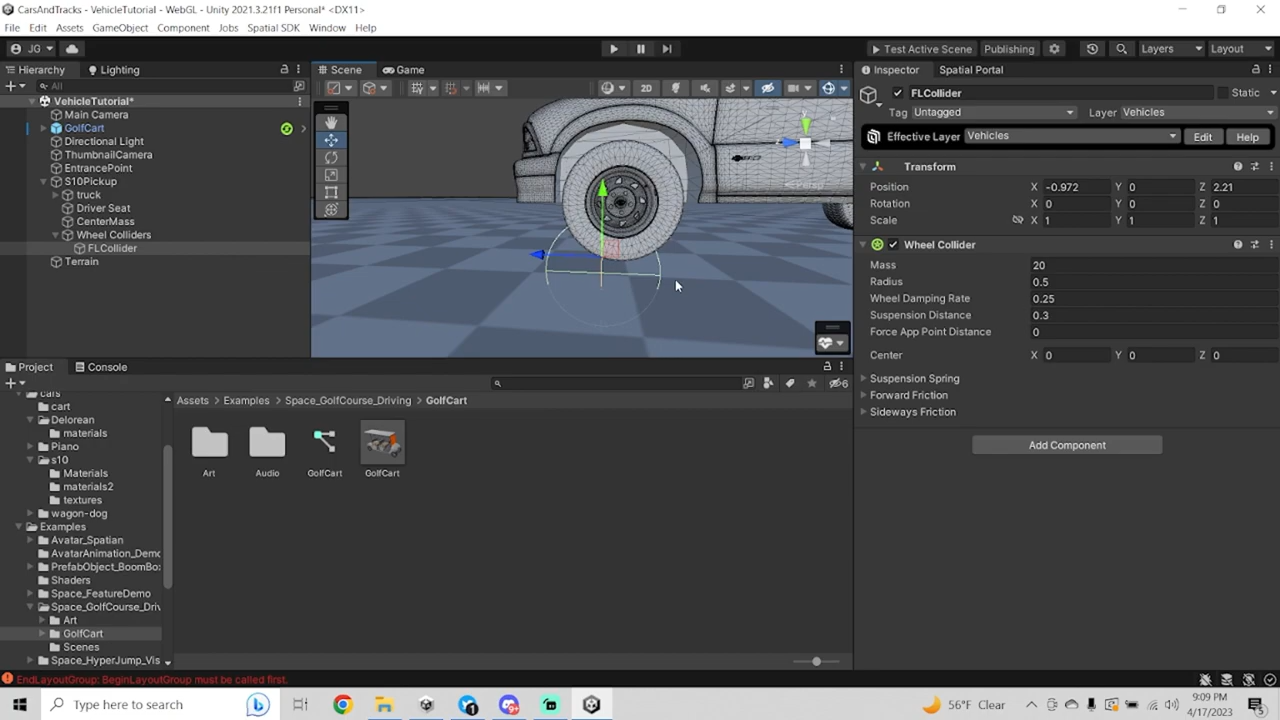 CarsAndTracks - VehicleTutorial - WebGL - Unity 2021.3.21f1 Personal* <DX11>
File Edit Assets GameObject Component Jobs Spatial SDK Window Help
JG Test Active Scene Publishing Layers Layout
Hierarchy Lighting Scene Game Inspector Spatial Portal
All
VehicleTutorial*
Main Camera
GolfCart
Directional Light
ThumbnailCamera
EntrancePoint
S10Pickup
truck
Driver Seat
CenterMass
Wheel Colliders
FLCollider
Terrain
2D
y
Persp
FLCollider Static
Tag Untagged Layer Vehicles
Effective Layer Vehicles Edit Help
Transform
Position X -0.972 Y 0 Z 2.21
Rotation X 0 Y 0 Z 0
Scale X 1 Y 1 Z 1
Wheel Collider
Mass 20
Radius 0.5
Wheel Damping Rate 0.25
Suspension Distance 0.3
Force App Point Distance 0
Center X 0 Y 0 Z 0
Suspension Spring
Forward Friction
Sideways Friction
Add Component
Project Console
6
cars
cart
Delorean
materials
Piano
s10
Materials
materials2
textures
wagon-dog
Examples
Avatar_Spatian
AvatarAnimation_Demo
PrefabObject_BoomBo
Shaders
Space_FeatureDemo
Space_GolfCourse_Driv
Art
GolfCart
Scenes
Space_HyperJump_Vis
Assets > Examples > Space_GolfCourse_Driving > GolfCart
Art Audio GolfCart GolfCart
EndLayoutGroup: BeginLayoutGroup must be called first.
Type here to search
56°F Clear
9:09 PM
4/17/2023